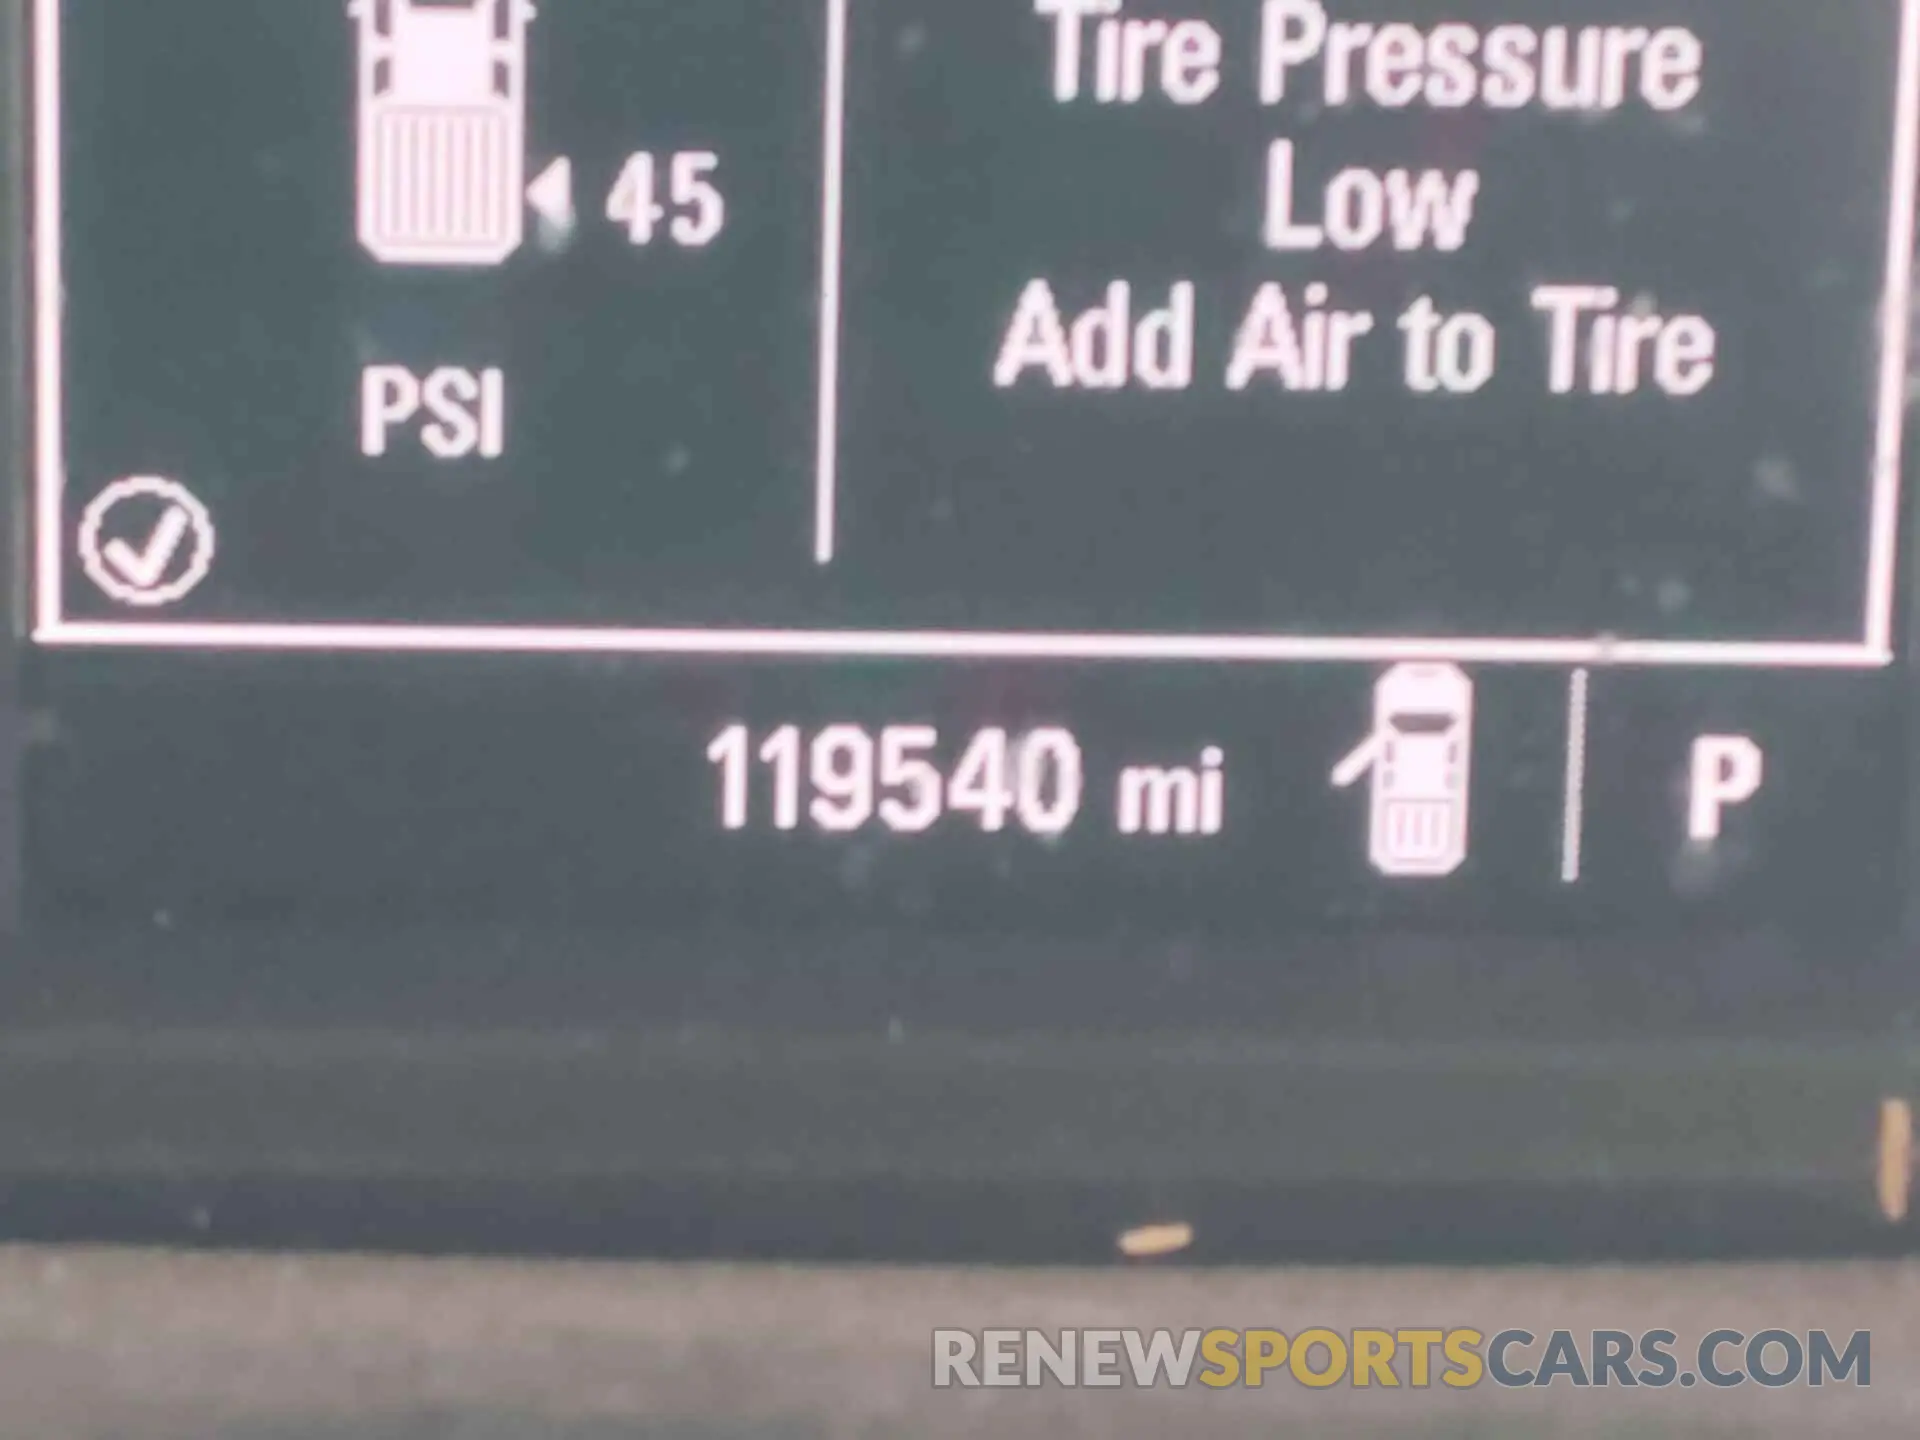 Tire Pressure
Low
Add Air to Tire
45
PSI
119540 mi
P
RENEWSPORTSCARS.COM